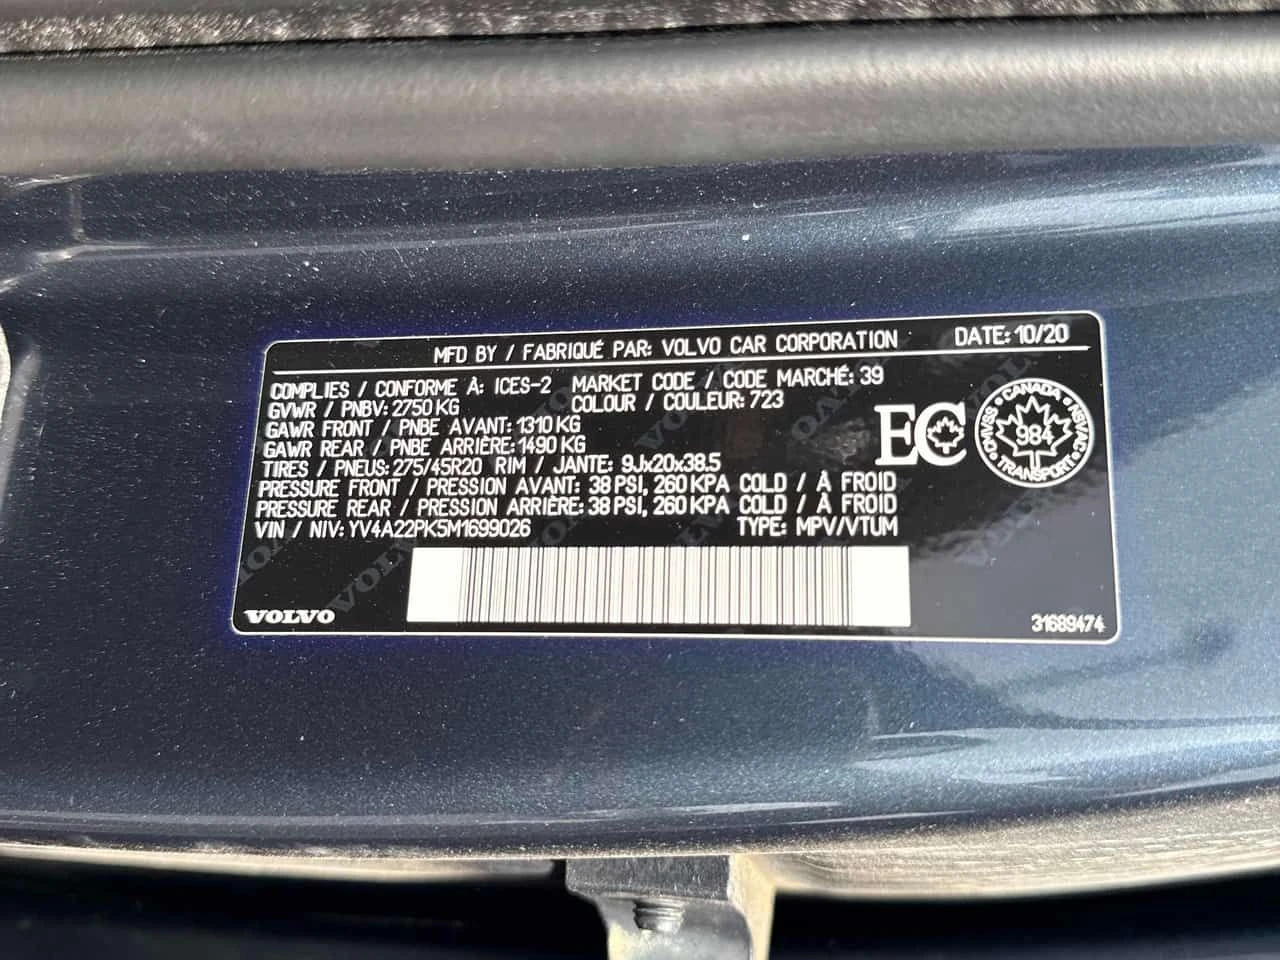 MFD BY / FABRIQUÉ PAR: VOLVO CAR CORPORATION DATE: 10/20
COMPLIES / CONFORME À: ICES-2 MARKET CODE / CODE MARCHÉ: 39
GVWR / PNBV: 2750 KG COLOUR / COULEUR: 723
GAWR FRONT / PNBE AVANT: 1310 KG
GAWR REAR / PNBE ARRIÈRE: 1490 KG
TIRES / PNEUS: 275/45R20 RIM / JANTE: 9Jx20x38.5
PRESSURE FRONT / PRESSION AVANT: 38 PSI, 260 KPA COLD / À FROID
PRESSURE REAR / PRESSION ARRIÈRE: 38 PSI, 260 KPA COLD / À FROID
VIN / NIV: YV4A22PK5M1699026 TYPE: MPV/VTUM
EC
CANADA
984
TRANSPORT
NSVAC
CMVSS
VOLVO
31689474